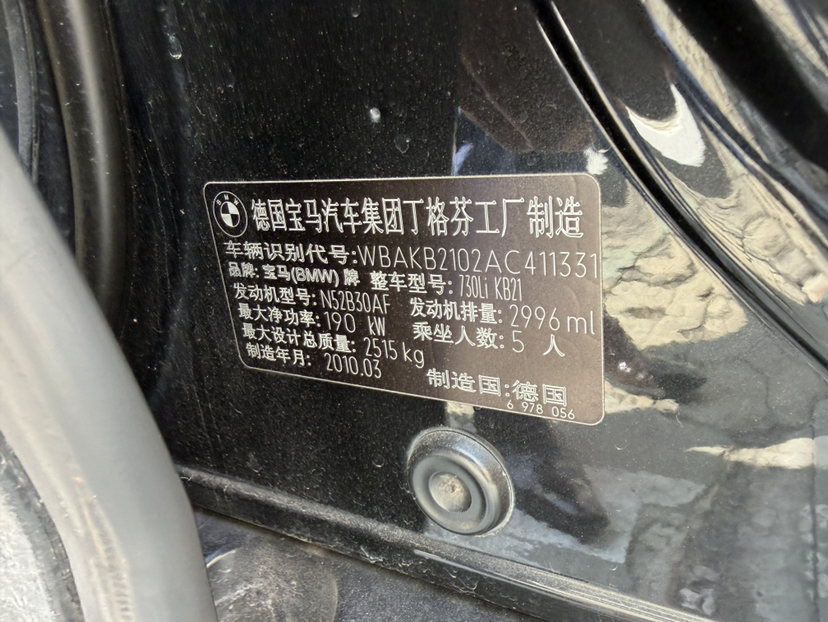 德国宝马汽车集团丁格芬工厂制造
车辆识别代号:WBAKB2102AC411331
品牌: 宝马(BMW) 牌 整车型号: 730Li KB21
发动机型号: N52B30AF 发动机排量: 2996 ml
最大净功率: 190 kW 乘坐人数: 5 人
最大设计总质量: 2515 kg
制造年月: 2010.03 制造国: 德国
6 978 056